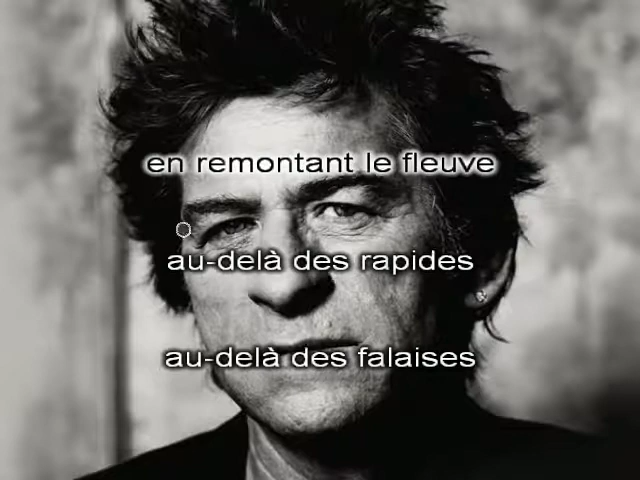 en remontant le fleuve
au-delà des rapides
au-delà des falaises